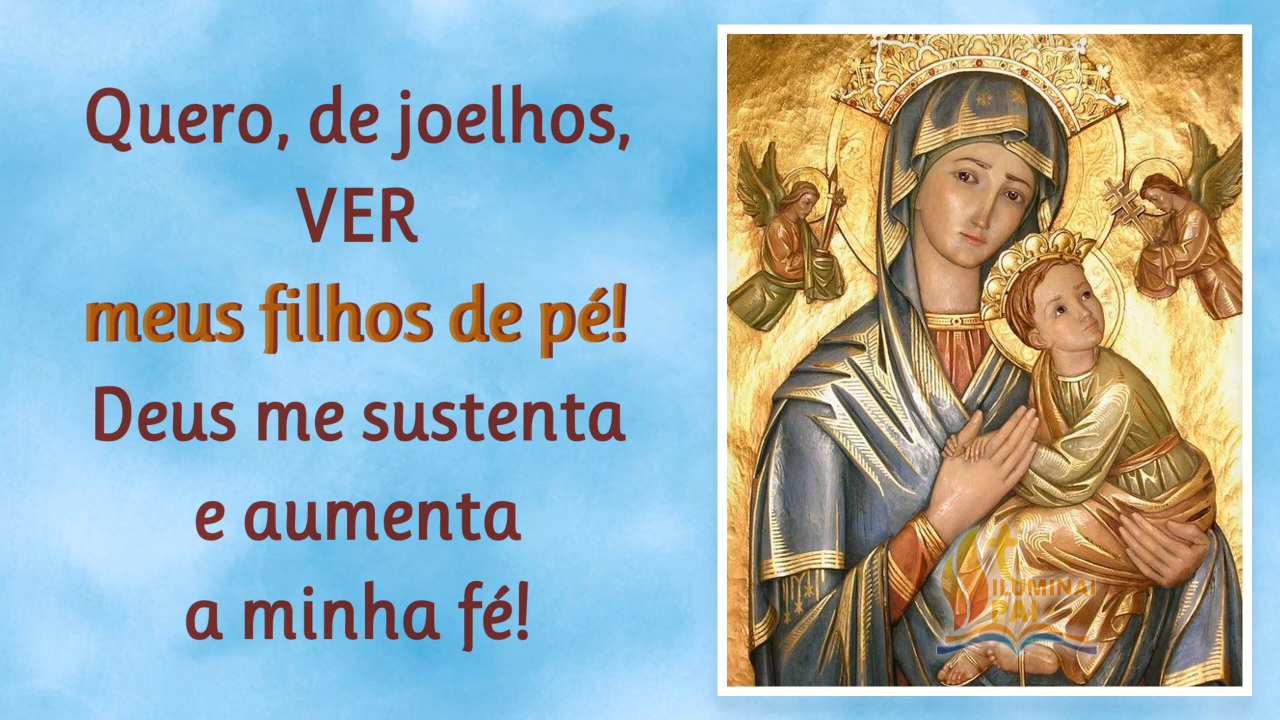 Quero, de joelhos,
VER
meus filhos de pé!
Deus me sustenta
e aumenta
a minha fé!
ILUMINAI
PAI